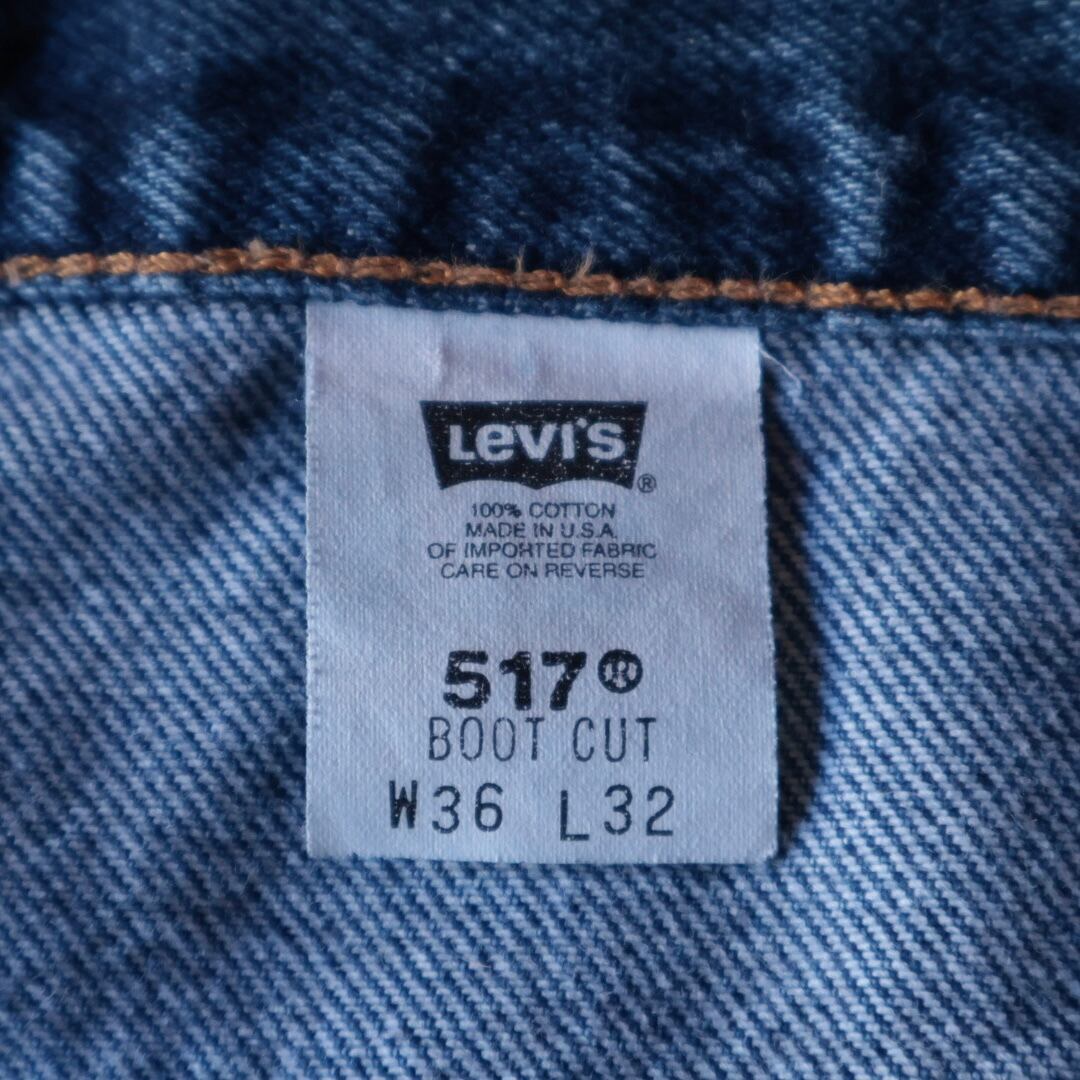 Levi's ®
100% COTTON
MADE IN U.S.A.
OF IMPORTED FABRIC
CARE ON REVERSE
517®
BOOT CUT
W36 L32